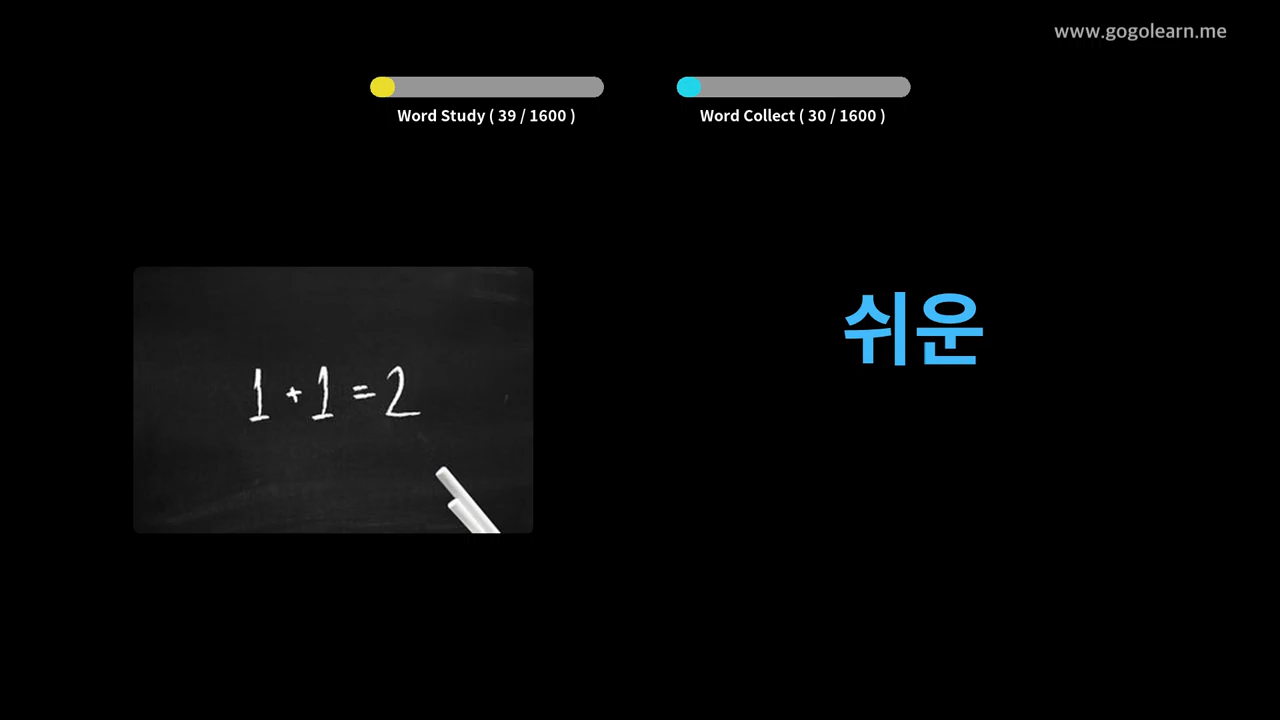 www.gogolearn.me
Word Study ( 39 / 1600 )
Word Collect ( 30 / 1600 )
쉬운
1 + 1 = 2